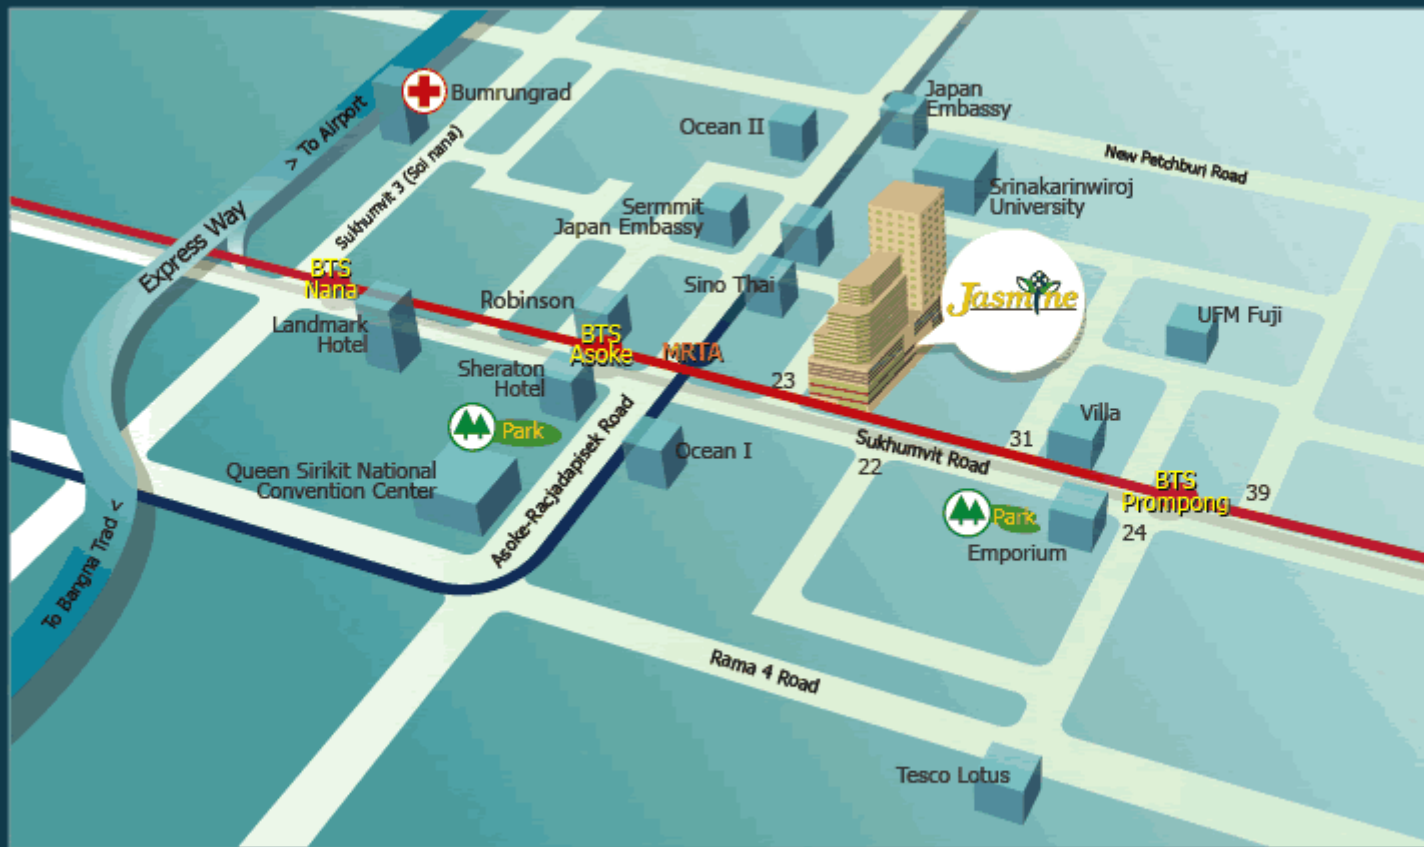 Bumrungrad
> To Airport
Sukhumvit 3 (Soi nana)
Express Way
Japan
Embassy
Ocean II
New Petchburi Road
Srinakarinwiroj
University
Sermmit
Japan Embassy
BTS
Nana
Sino Thai
Jasmine
Robinson
Landmark
Hotel
UFM Fuji
BTS
Asoke
MRTA
Sheraton
Hotel
23
Park
Asoke-Racjadapisek Road
Villa
31
Sukhumvit Road
22
Ocean I
Queen Sirikit National
Convention Center
BTS
Prompong
39
Park
24
Emporium
To Bangna Trad <
Rama 4 Road
Tesco Lotus